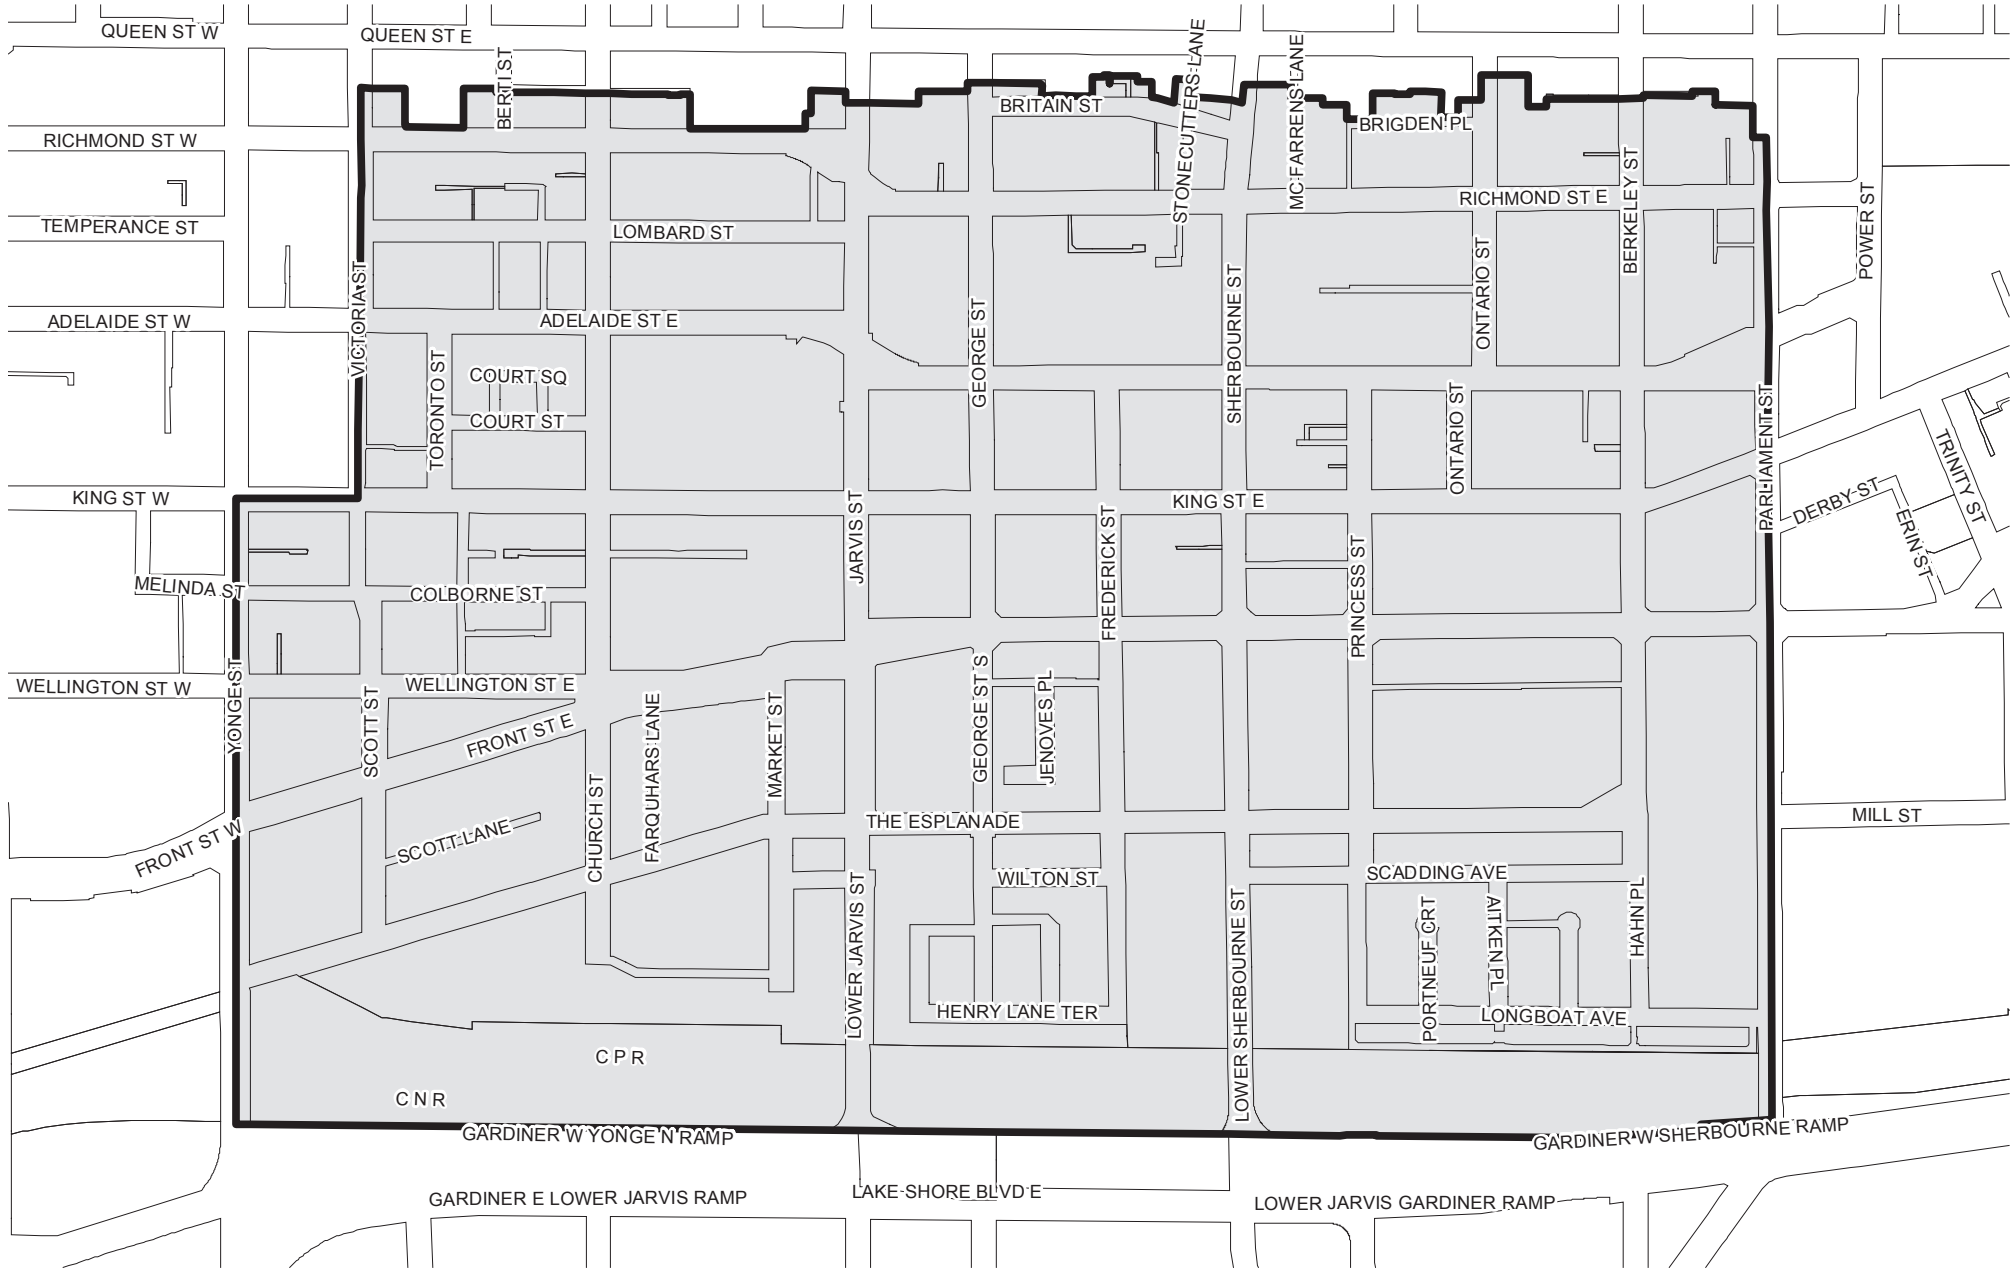 QUEEN ST W
QUEEN ST E
BERTI ST
STONECUTTERS LANE
MCFARRENS LANE
BRITAIN ST
BRIGDEN PL
RICHMOND ST W
RICHMOND ST E
BERKELEY ST
POWER ST
TEMPERANCE ST
LOMBARD ST
VICTORIA ST
ONTARIO ST
SHERBOURNE ST
GEORGE ST
ADELAIDE ST W
ADELAIDE ST E
TORONTO ST
COURT SQ
COURT ST
ONTARIO ST
PARLIAMENT ST
TRINITY ST
DERBY ST
ERIN ST
KING ST W
KING ST E
JARVIS ST
FREDERICK ST
PRINCESS ST
MELINDA ST
COLBORNE ST
WELLINGTON ST W
WELLINGTON ST E
YONGE ST
SCOTT ST
FRONT ST E
FARQUHARS LANE
MARKET ST
GEORGE ST S
JENOVES PL
CHURCH ST
SCOTT LANE
FRONT ST W
THE ESPLANADE
MILL ST
WILTON ST
SCADDING AVE
LOWER JARVIS ST
LOWER SHERBOURNE ST
PORTNEUF CRT
AITKEN PL
HAHN PL
HENRY LANE TER
LONGBOAT AVE
C P R
C N R
GARDINER W YONGE N RAMP
GARDINER W SHERBOURNE RAMP
GARDINER E LOWER JARVIS RAMP
LAKE SHORE BLVD E
LOWER JARVIS GARDINER RAMP